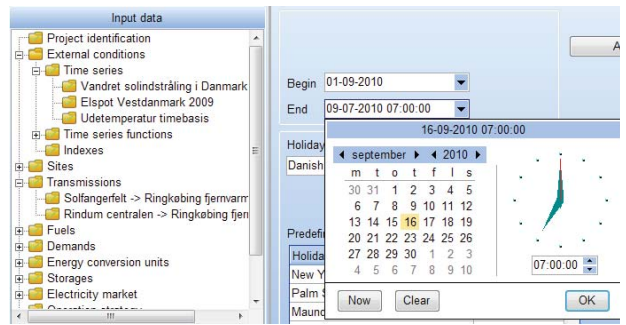 Input data
Project identification
External conditions
Time series
Vandret solindstråling i Danmark
Elspot Vestdanmark 2009
Udetemperatur timebasis
Time series functions
Indexes
Sites
Transmissions
Solfangerfelt -> Ringkøbing fjernvarm
Rindum centralen -> Ringkøbing fjen
Fuels
Demands
Energy conversion units
Storages
Electricity market
Operation strategy
A
Begin 01-09-2010
End 09-07-2010 07:00:00
16-09-2010 07:00:00
Holiday
Danish
september 2010
m t o t f l s
30 31 1 2 3 4 5
6 7 8 9 10 11 12
13 14 15 16 17 18 19
20 21 22 23 24 25 26
27 28 29 30 1 2 3
4 5 6 7 8 9 10
07:00:00
Now Clear OK
Predefi
Holida
New Y
Palm S
Maund